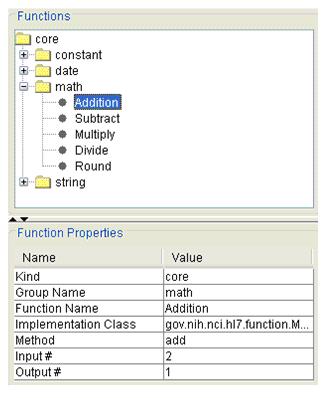 Functions
core
constant
date
math
Addition
Subtract
Multiply
Divide
Round
string
Function Properties
Name Value
Kind core
Group Name math
Function Name Addition
Implementation Class gov.nih.nci.hl7.function.M...
Method add
Input # 2
Output # 1